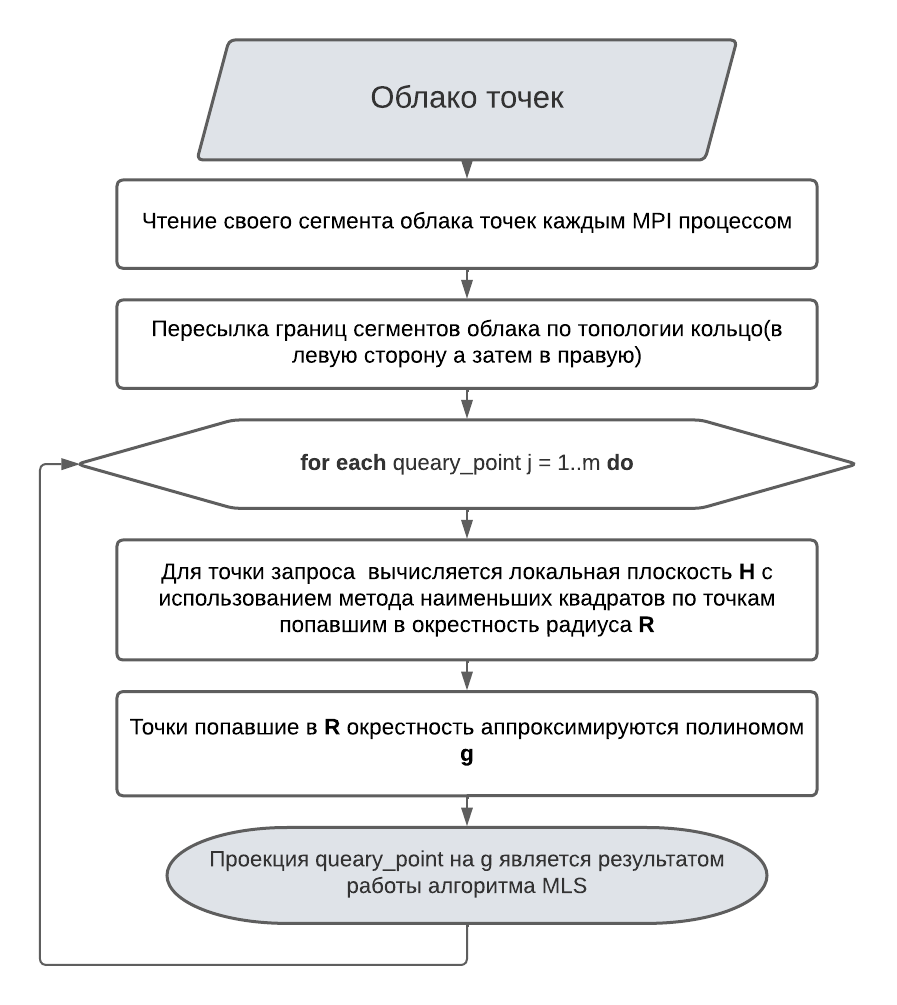 Облако точек
Чтение своего сегмента облака точек каждым MPI процессом
Пересылка границ сегментов облака по топологии кольцо(в
левую сторону а затем в правую)
for each queary_point j = 1..m do
Для точки запроса  вычисляется локальная плоскость H с
использованием метода наименьших квадратов по точкам
попавшим в окрестность радиуса R
Точки попавшие в R окрестность аппроксимируются полиномом
g
Проекция queary_point на g является результатом
работы алгоритма MLS